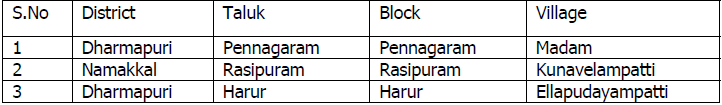 S.No District Taluk Block Village
1 Dharmapuri Pennagaram Pennagaram Madam
2 Namakkal Rasipuram Rasipuram Kunavelampatti
3 Dharmapuri Harur Harur Ellapudayampatti